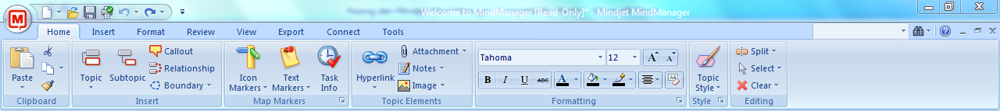 Welcome to MindManager [Read-Only]* - Mindjet MindManager
Home Insert Format Review View Export Connect Tools
Paste
Clipboard
Topic
Subtopic
Callout
Relationship
Boundary
Insert
Icon Markers
Text Markers
Task Info
Map Markers
Hyperlink
Attachment
Notes
Image
Topic Elements
Tahoma 12 A A
B I U ABC A
Formatting
Topic Style
Style
Split
Select
Clear
Editing